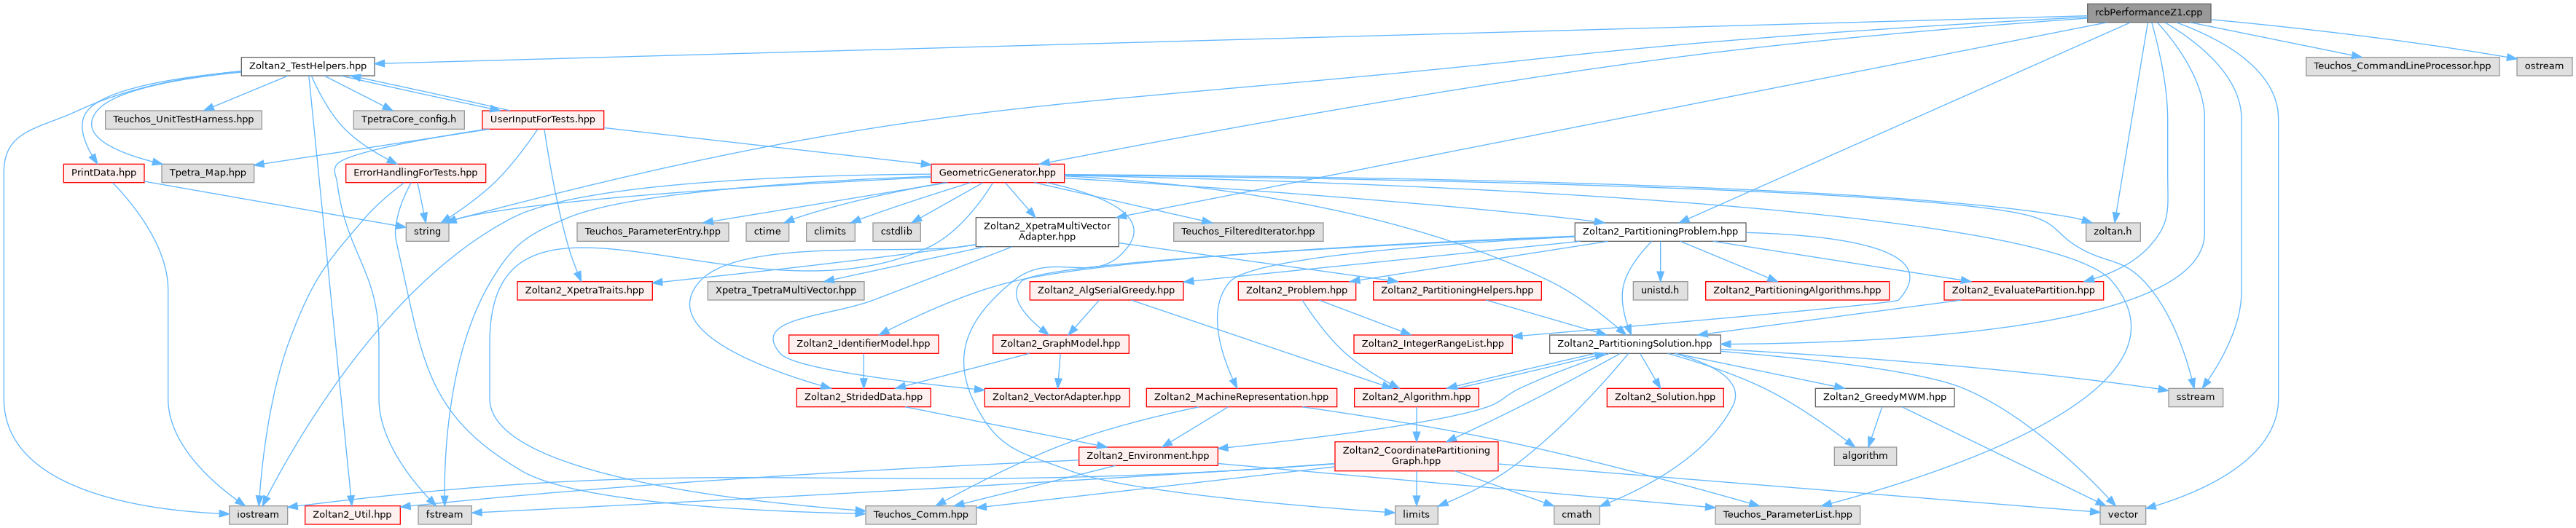 rcbPerformanceZ1.cpp
Zoltan2_TestHelpers.hpp
Teuchos_CommandLineProcessor.hpp
ostream
Teuchos_UnitTestHarness.hpp
TpetraCore_config.h
UserInputForTests.hpp
PrintData.hpp
Tpetra_Map.hpp
ErrorHandlingForTests.hpp
GeometricGenerator.hpp
string
Teuchos_ParameterEntry.hpp
ctime
climits
cstdlib
Zoltan2_XpetraMultiVector
Adapter.hpp
Teuchos_FilteredIterator.hpp
Zoltan2_PartitioningProblem.hpp
zoltan.h
Zoltan2_XpetraTraits.hpp
Xpetra_TpetraMultiVector.hpp
Zoltan2_AlgSerialGreedy.hpp
Zoltan2_Problem.hpp
Zoltan2_PartitioningHelpers.hpp
unistd.h
Zoltan2_PartitioningAlgorithms.hpp
Zoltan2_EvaluatePartition.hpp
Zoltan2_IdentifierModel.hpp
Zoltan2_GraphModel.hpp
Zoltan2_IntegerRangeList.hpp
Zoltan2_PartitioningSolution.hpp
Zoltan2_StridedData.hpp
Zoltan2_VectorAdapter.hpp
Zoltan2_MachineRepresentation.hpp
Zoltan2_Algorithm.hpp
Zoltan2_Solution.hpp
Zoltan2_GreedyMWM.hpp
sstream
Zoltan2_Environment.hpp
Zoltan2_CoordinatePartitioning
Graph.hpp
algorithm
iostream
Zoltan2_Util.hpp
fstream
Teuchos_Comm.hpp
limits
cmath
Teuchos_ParameterList.hpp
vector